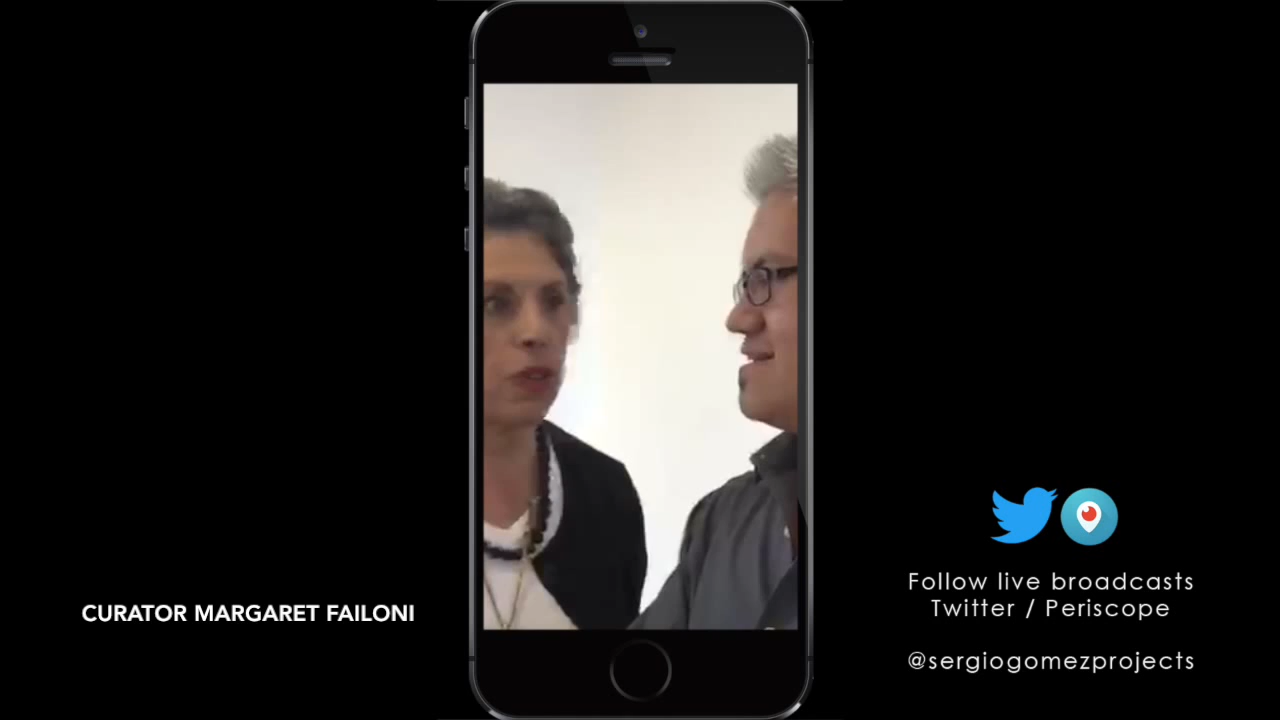 CURATOR MARGARET FAILONI
Follow live broadcasts
Twitter / Periscope
@sergiogomezprojects